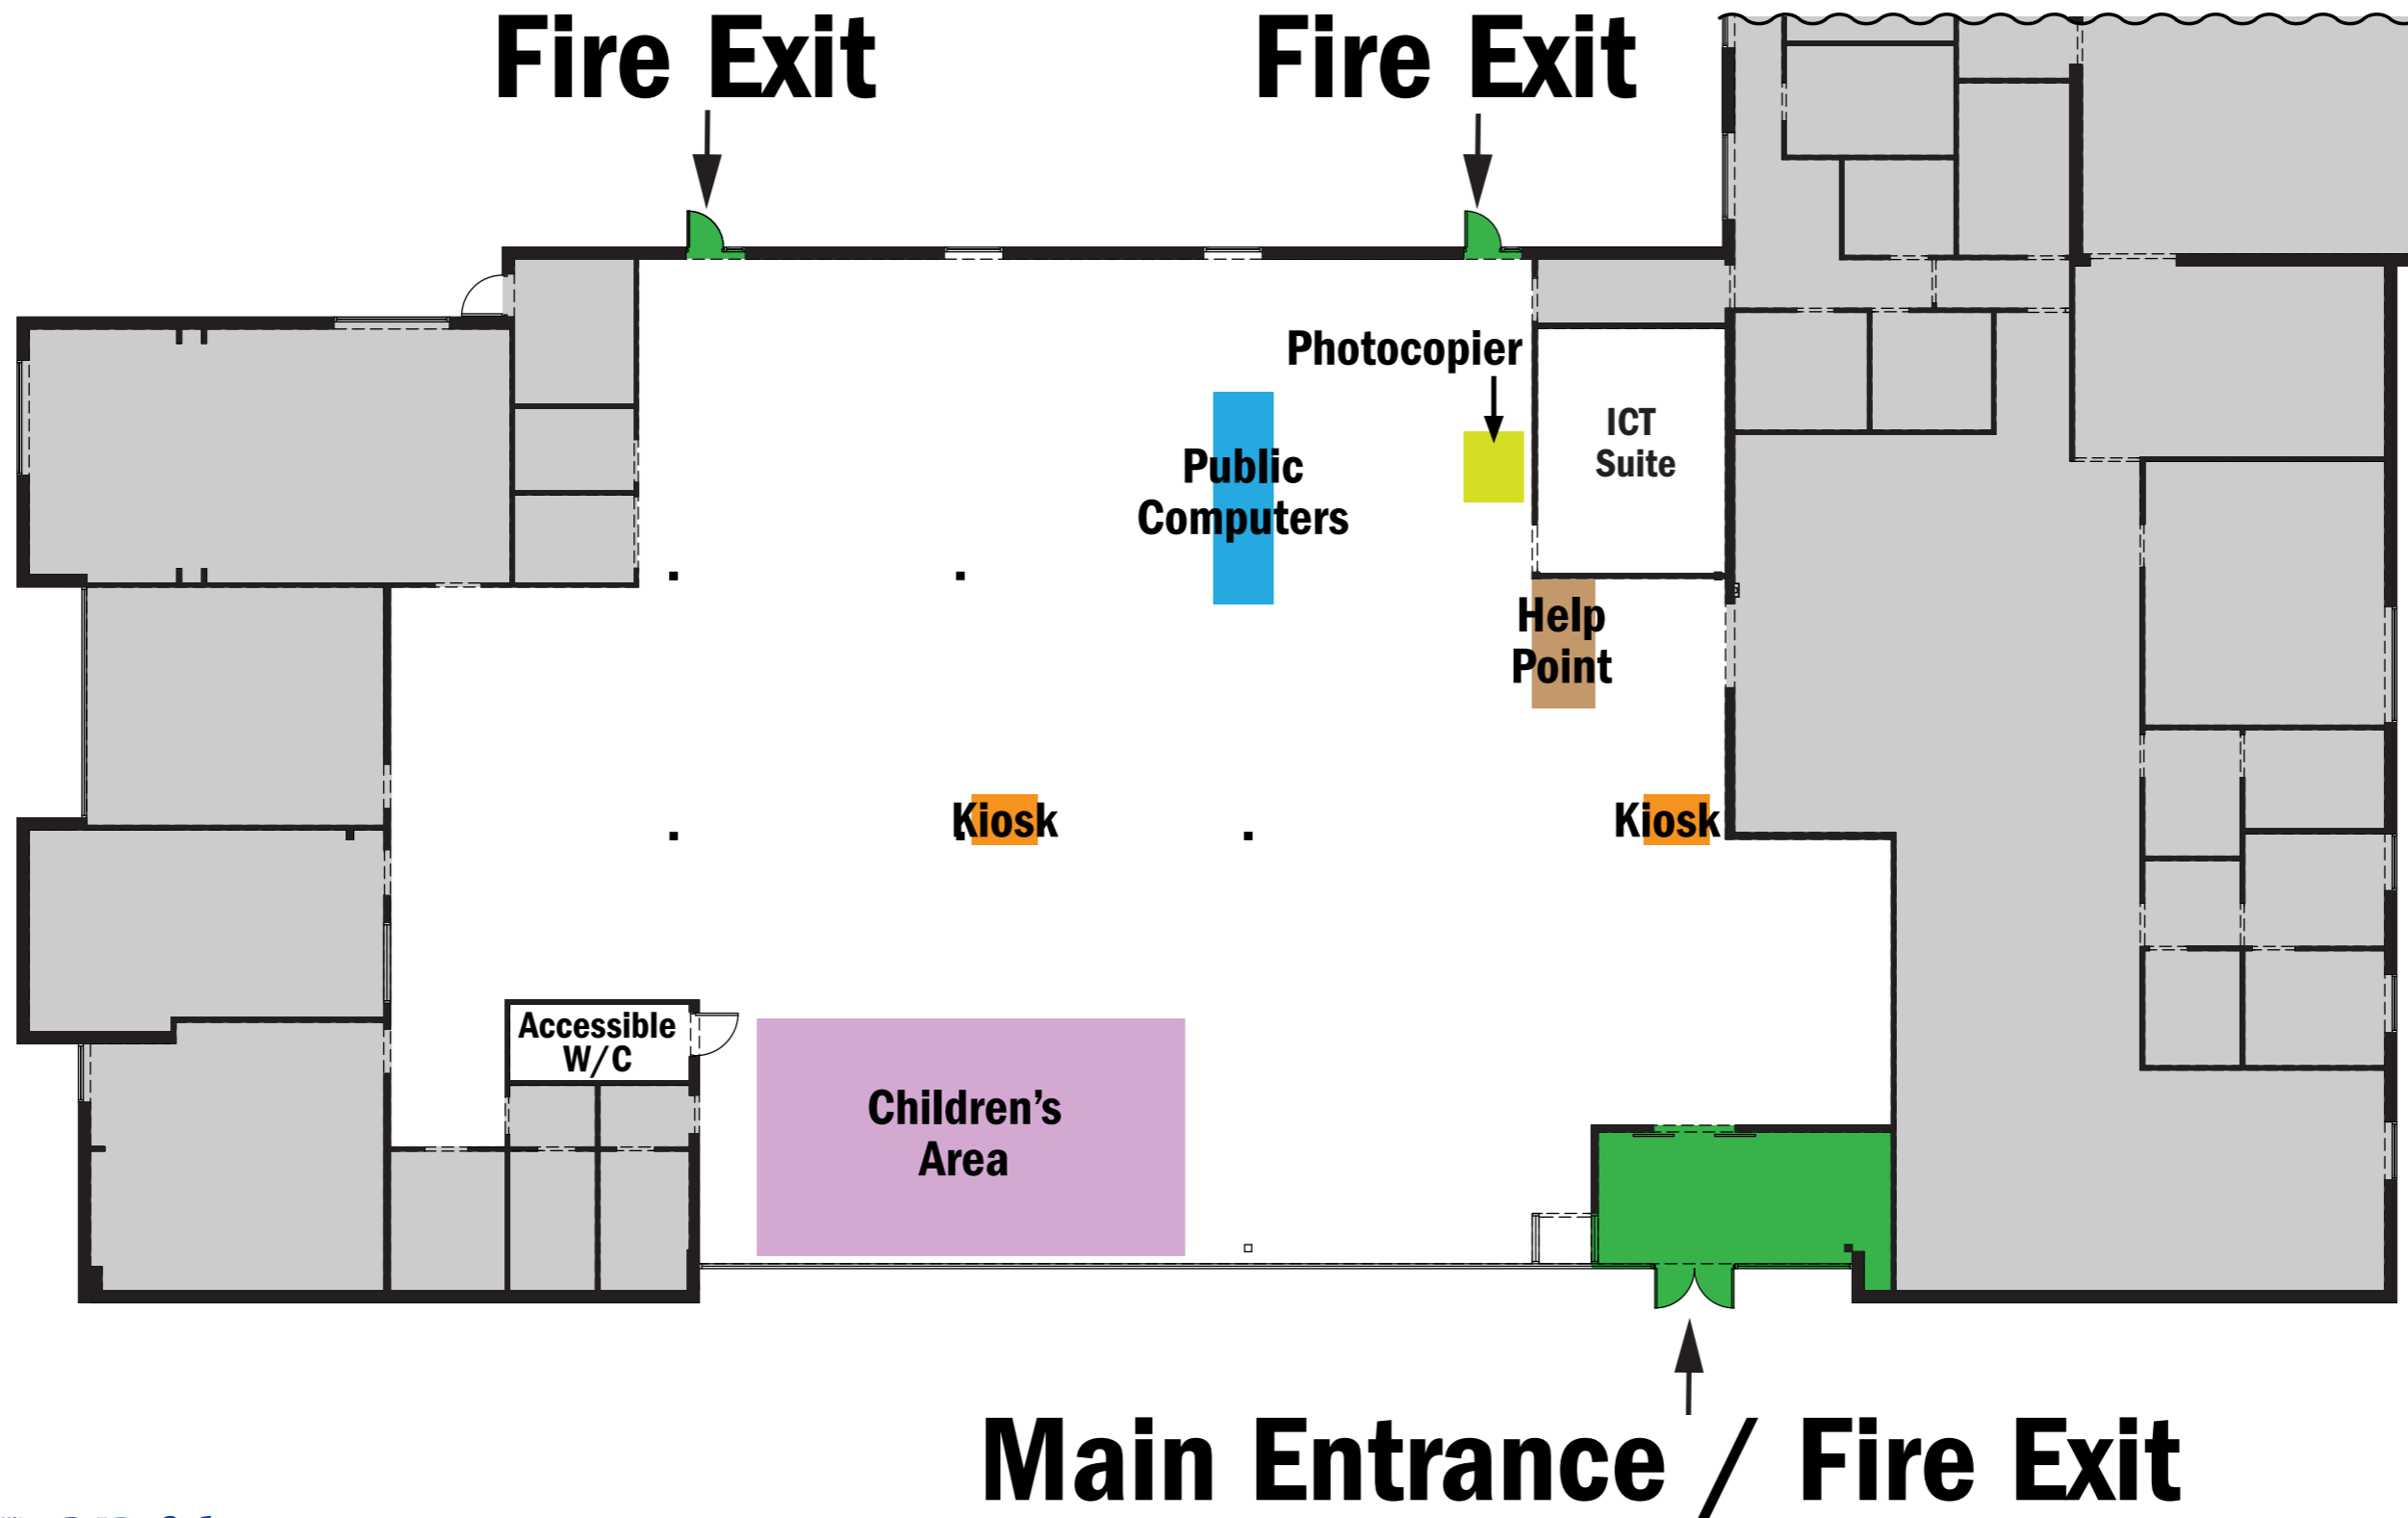 Fire Exit
Fire Exit
Photocopier
ICT
Suite
Public
Computers
Help
Point
Kiosk
Kiosk
Accessible
W/C
Children's
Area
Main Entrance / Fire Exit